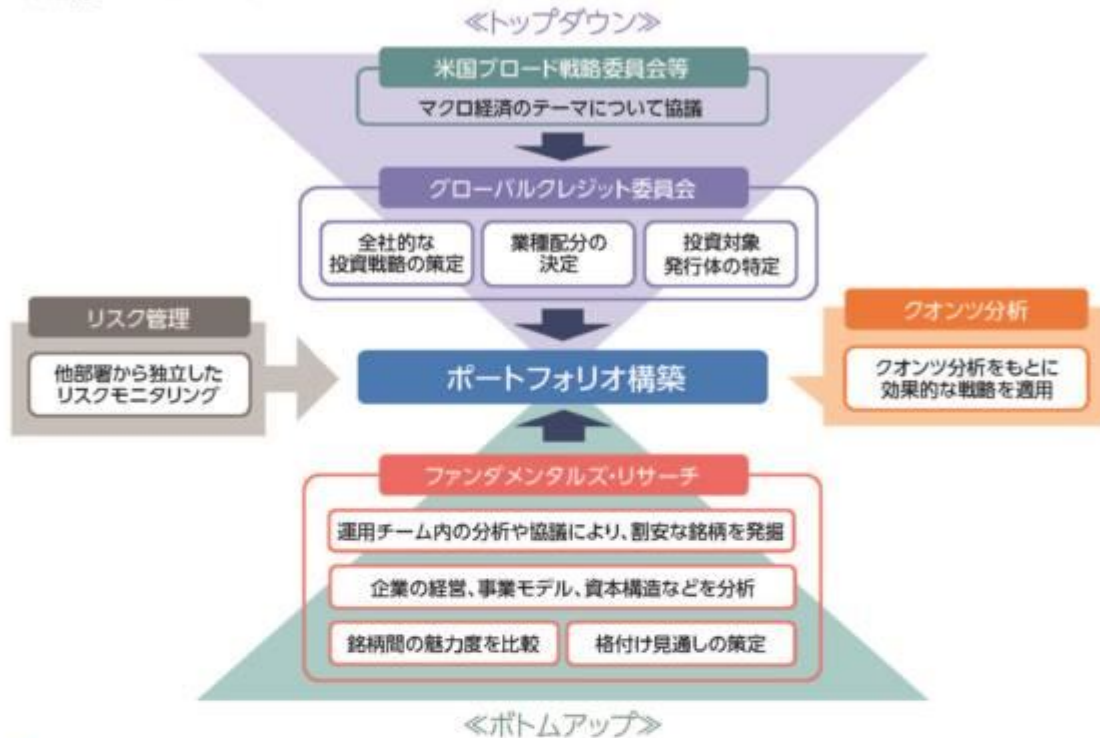 ≪トップダウン≫
米国ブロード戦略委員会等
マクロ経済のテーマについて協議
グローバルクレジット委員会
全社的な
投資戦略の策定
業種配分の
決定
投資対象
発行体の特定
リスク管理
他部署から独立した
リスクモニタリング
ポートフォリオ構築
クオンツ分析
クオンツ分析をもとに
効果的な戦略を適用
ファンダメンタルズ・リサーチ
運用チーム内の分析や協議により、割安な銘柄を発掘
企業の経営、事業モデル、資本構造などを分析
銘柄間の魅力度を比較
格付け見通しの策定
≪ボトムアップ≫